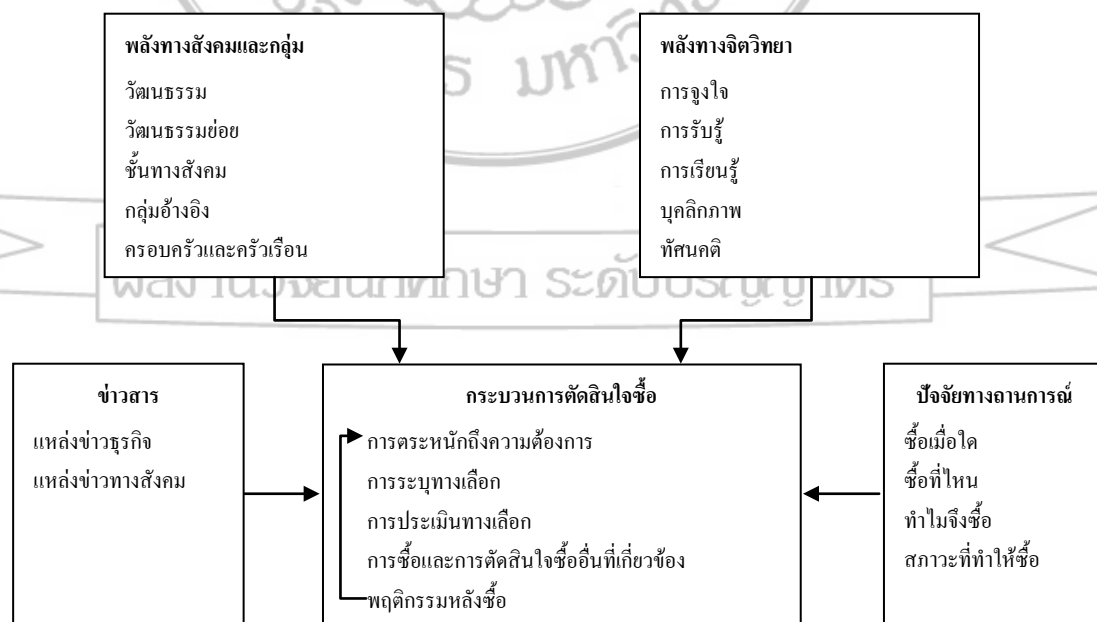 พลังทางสังคมและกลุ่ม
วัฒนธรรม
วัฒนธรรมย่อย
ชั้นทางสังคม
กลุ่มอ้างอิง
ครอบครัวและครัวเรือน
พลังทางจิตวิทยา
การจูงใจ
การรับรู้
การเรียนรู้
บุคลิกภาพ
ทัศนคติ
ข่าวสาร
แหล่งข่าวธุรกิจ
แหล่งข่าวทางสังคม
กระบวนการตัดสินใจซื้อ
การตระหนักถึงความต้องการ
การระบุทางเลือก
การประเมินทางเลือก
การซื้อและการตัดสินใจซื้ออื่นที่เกี่ยวข้อง
พฤติกรรมหลังซื้อ
ปัจจัยทางถานการณ์
ซื้อเมื่อใด
ซื้อที่ไหน
ทำไมจึงซื้อ
สภาวะที่ทำให้ซื้อ